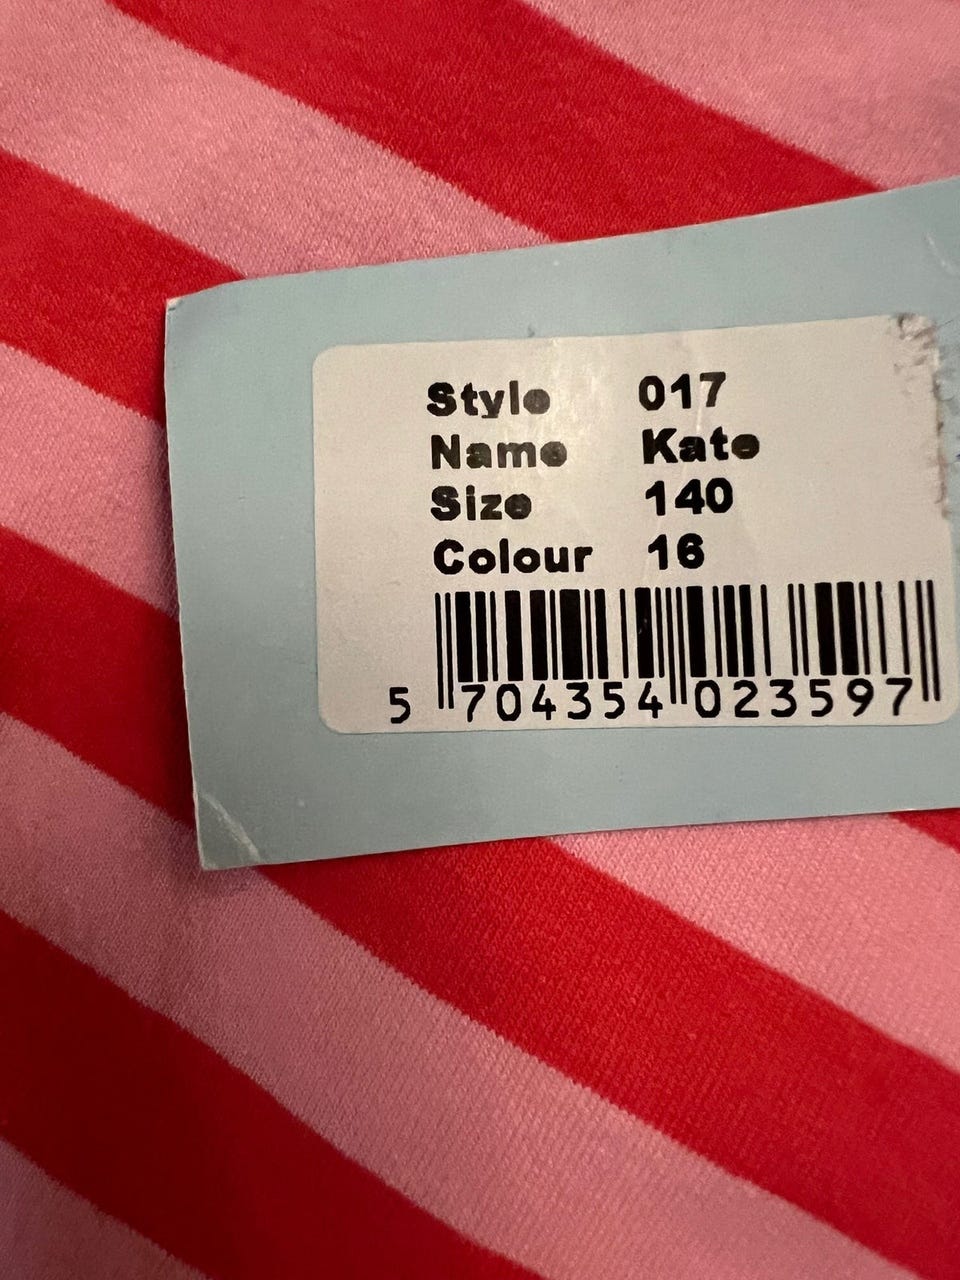 Style 017
Name Kate
Size 140
Colour 16
5 704354 023597